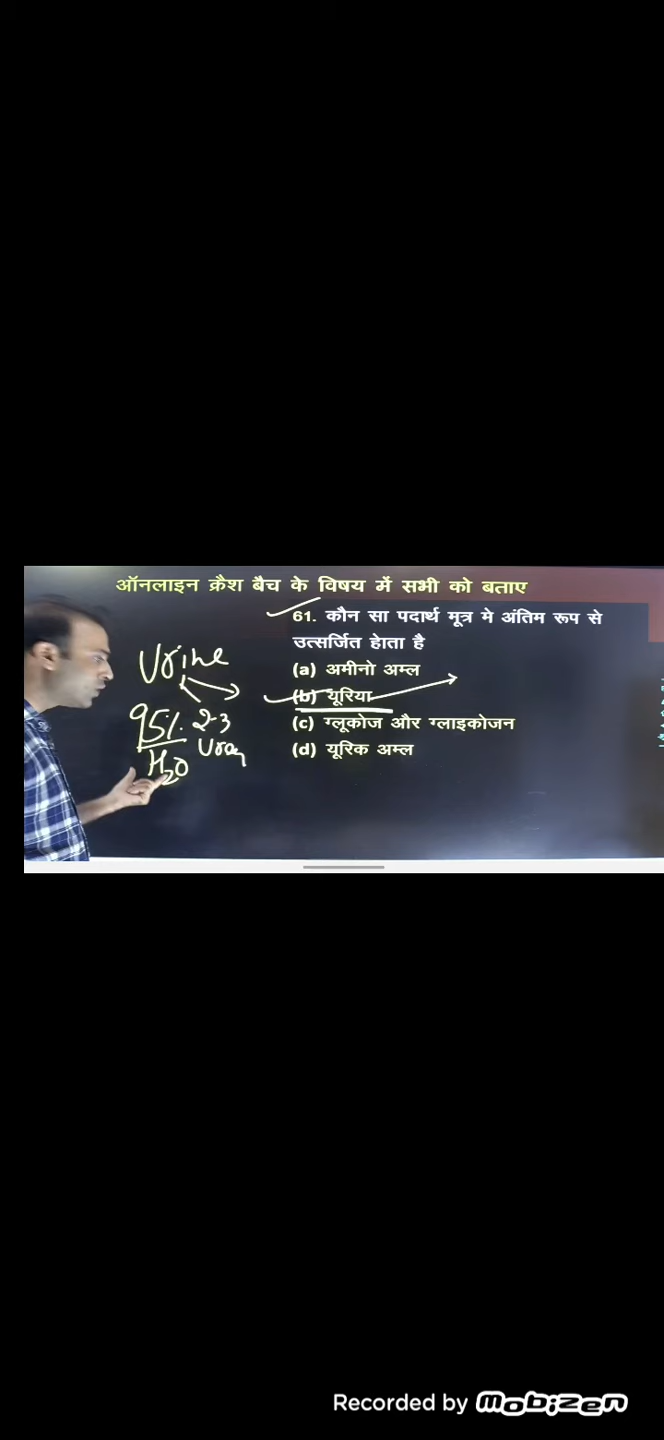 ऑनलाइन क्रैश बैच के विषय में सभी को बताए
61. कौन सा पदार्थ मूत्र मे अंतिम रूप से
उत्सर्जित हेाता है
(a) अमीनो अम्ल
(b) यूरिया
(c) ग्लूकोज और ग्लाइकोजन
(d) यूरिक अम्ल
Urine
95%. 2-3
H₂O
Recorded by Mobizen